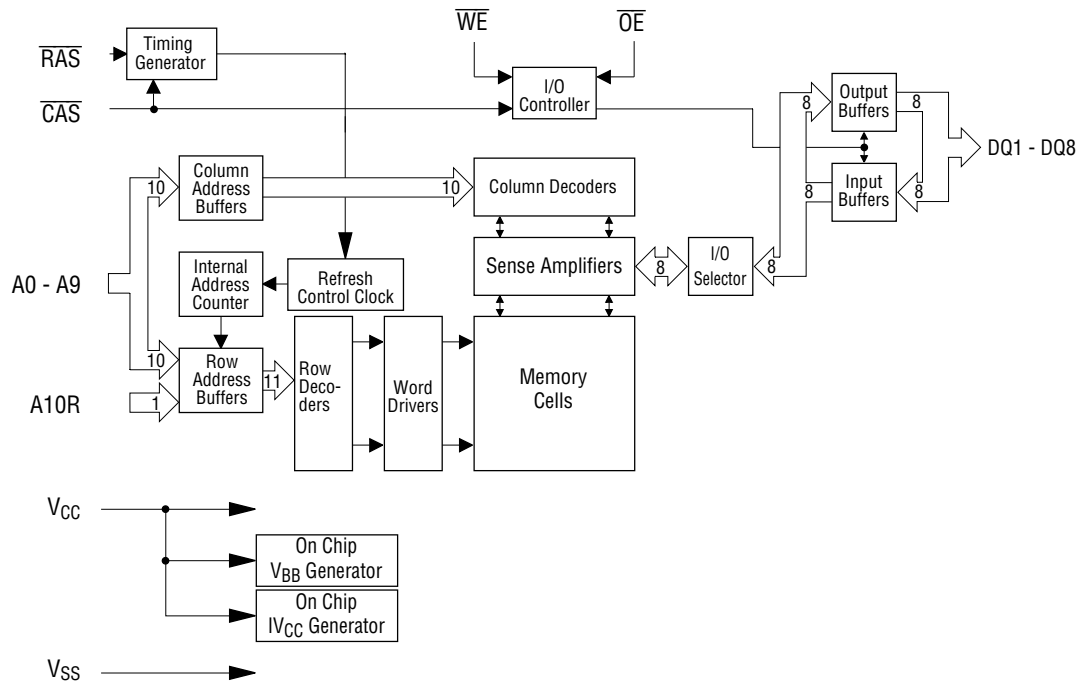 WE
OE
RAS
Timing
Generator
CAS
I/O
Controller
8
Output
Buffers
8
DQ1 - DQ8
Column
Address
Buffers
10
10
Column Decoders
8
Input
Buffers
8
A0 - A9
Internal
Address
Counter
Refresh
Control Clock
Sense Amplifiers
8
I/O
Selector
8
10
Row
Address
Buffers
11
Row
Deco-
ders
Word
Drivers
Memory
Cells
A10R
1
VCC
On Chip
VBB Generator
On Chip
IVCC Generator
VSS